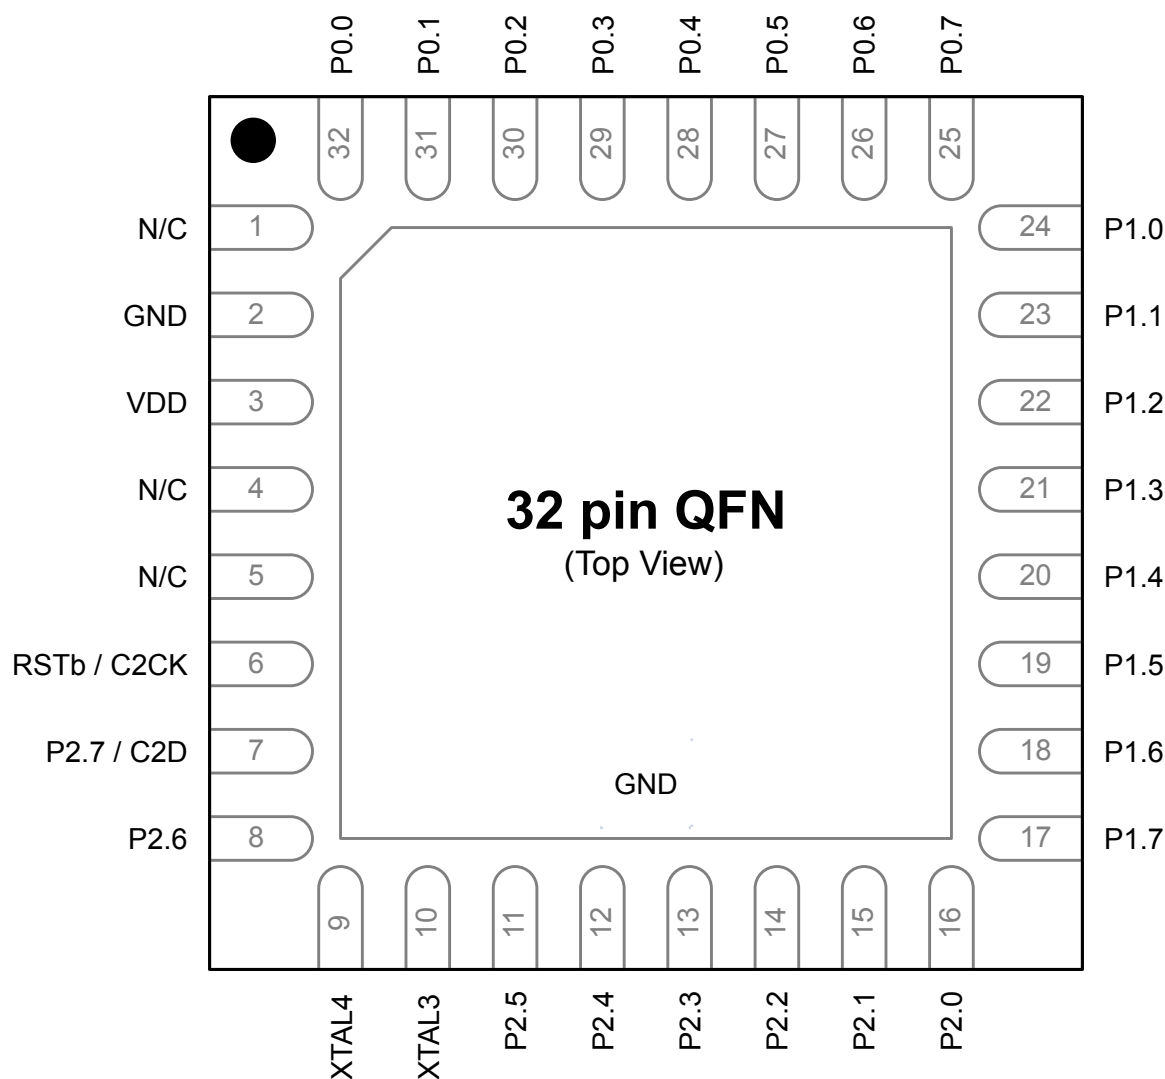 P0.0 P0.1 P0.2 P0.3 P0.4 P0.5 P0.6 P0.7
32 31 30 29 28 27 26 25
N/C 1 24 P1.0
GND 2 23 P1.1
VDD 3 22 P1.2
N/C 4 21 P1.3
32 pin QFN
(Top View)
N/C 5 20 P1.4
RSTb / C2CK 6 19 P1.5
P2.7 / C2D 7 18 P1.6
GND
P2.6 8 17 P1.7
9 10 11 12 13 14 15 16
XTAL4 XTAL3 P2.5 P2.4 P2.3 P2.2 P2.1 P2.0